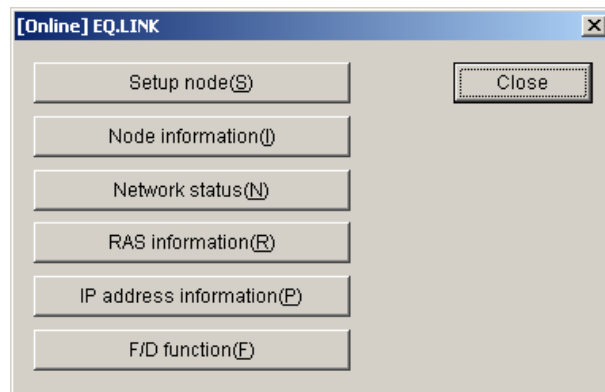 [Online] EQ.LINK
Setup node(S)
Close
Node information(I)
Network status(N)
RAS information(R)
IP address information(P)
F/D function(F)